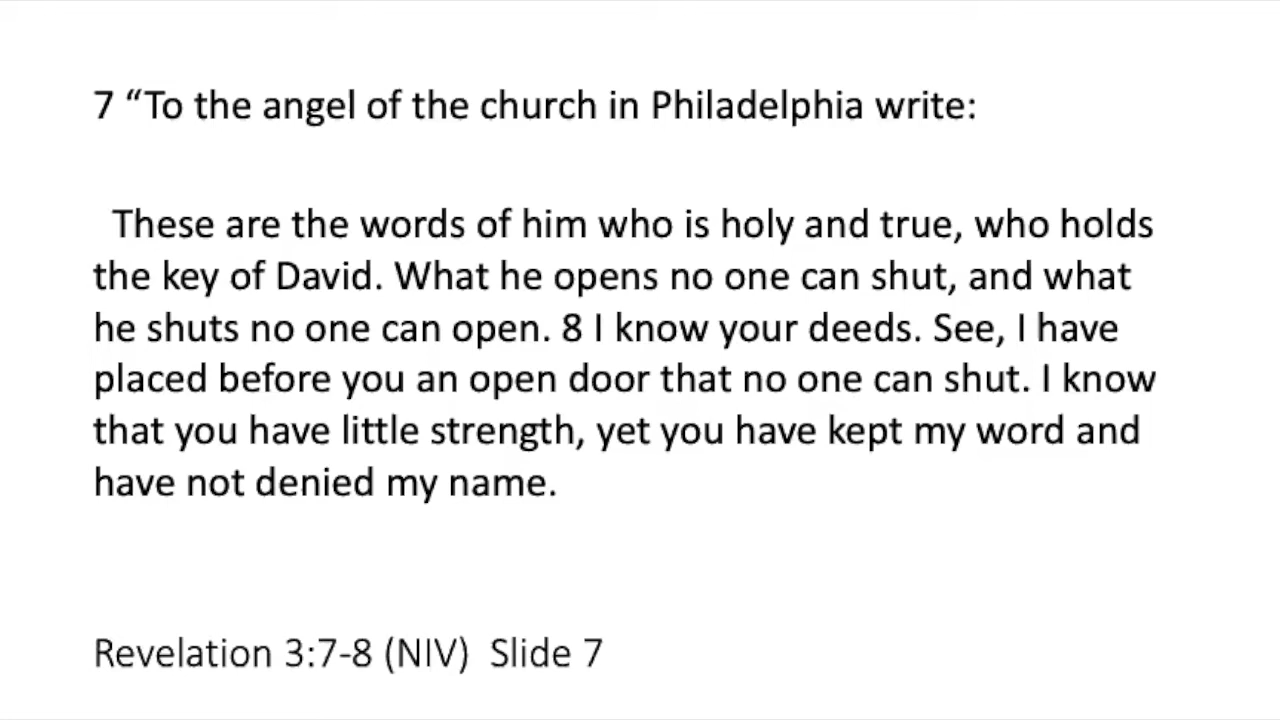 7 “To the angel of the church in Philadelphia write:
These are the words of him who is holy and true, who holds
the key of David. What he opens no one can shut, and what
he shuts no one can open. 8 I know your deeds. See, I have
placed before you an open door that no one can shut. I know
that you have little strength, yet you have kept my word and
have not denied my name.
Revelation 3:7-8 (NIV)  Slide 7